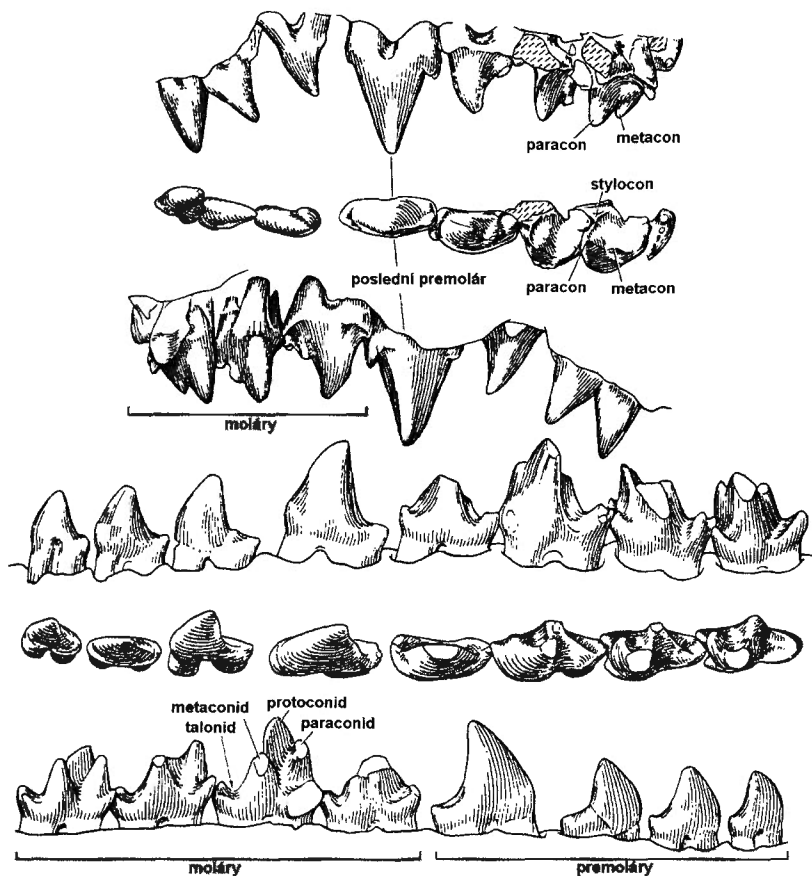 paracon
metacon
stylocon
poslední premolár
paracon
metacon
moláry
protoconid
metaconid
paraconid
talonid
moláry
premoláry